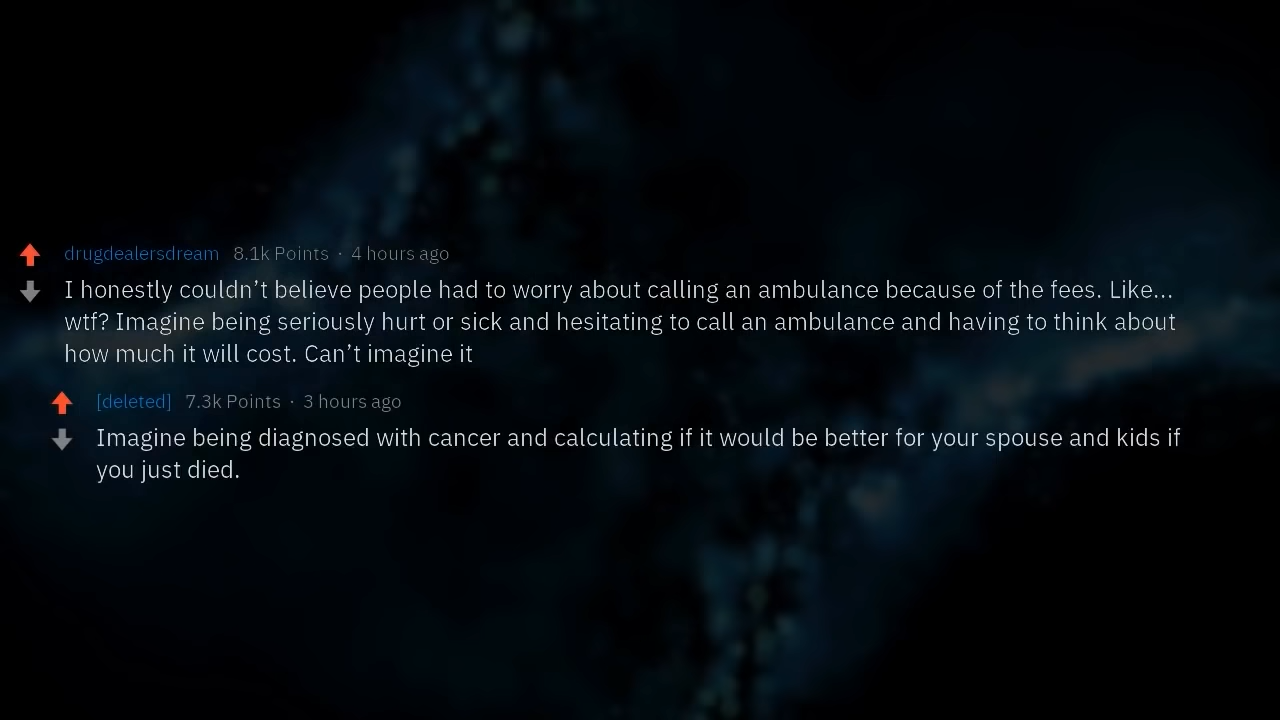 drugdealersdream 8.1k Points · 4 hours ago
I honestly couldn’t believe people had to worry about calling an ambulance because of the fees. Like...
wtf? Imagine being seriously hurt or sick and hesitating to call an ambulance and having to think about
how much it will cost. Can’t imagine it
[deleted] 7.3k Points · 3 hours ago
Imagine being diagnosed with cancer and calculating if it would be better for your spouse and kids if
you just died.